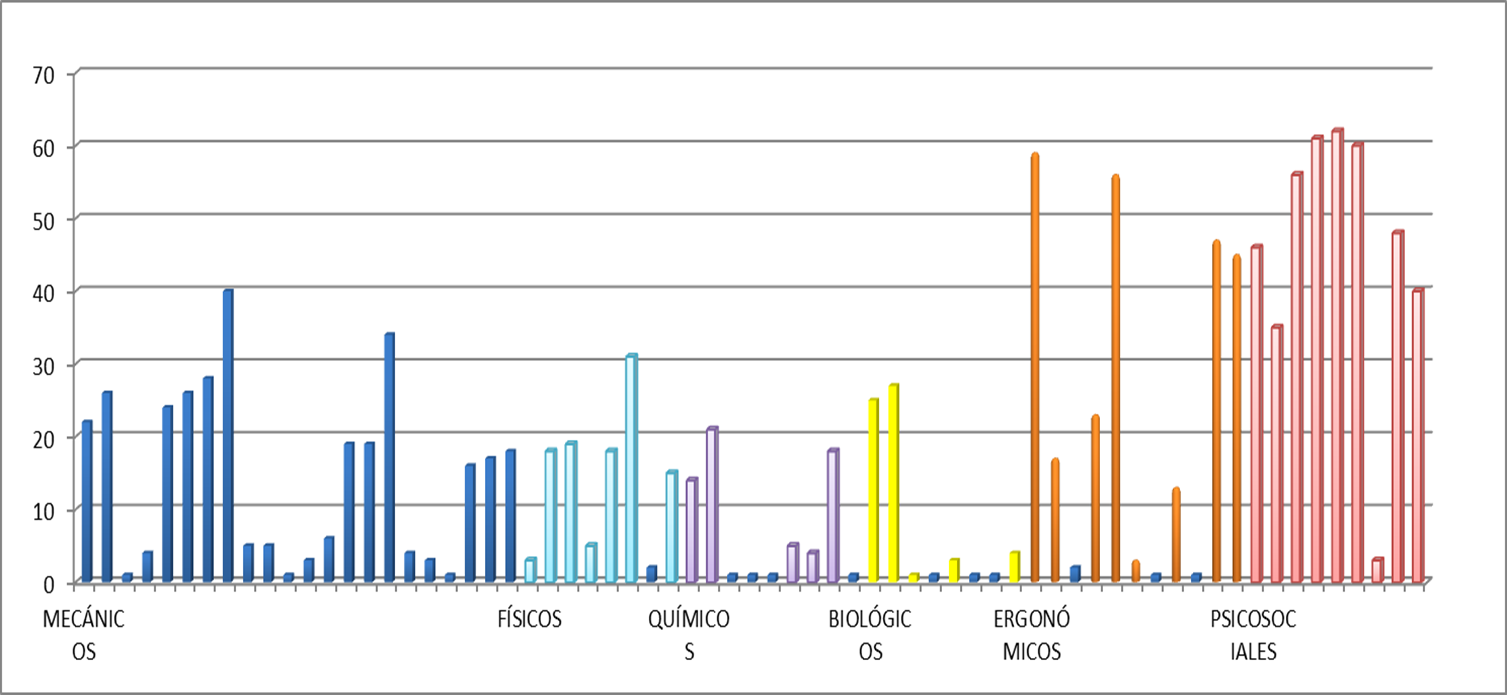 70
60
50
40
30
20
10
0
MECÁNIC
OS
FÍSICOS
QUÍMICO
S
BIOLÓGIC
OS
ERGONÓ
MICOS
PSICOSOC
IALES